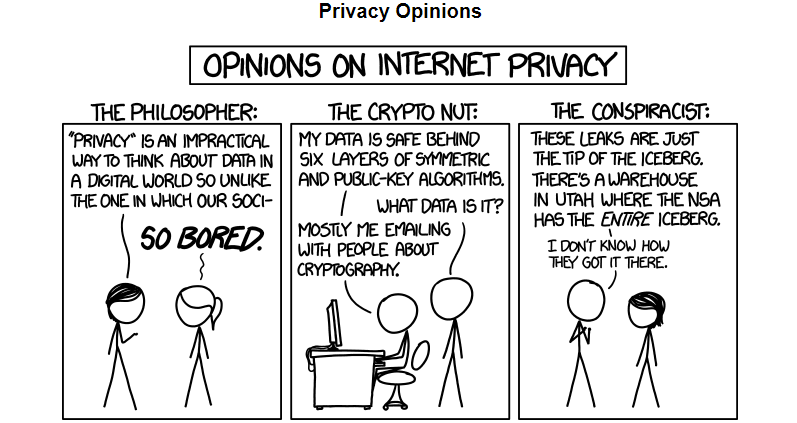 Privacy Opinions
OPINIONS ON INTERNET PRIVACY
THE PHILOSOPHER:
"PRIVACY" IS AN IMPRACTICAL
WAY TO THINK ABOUT DATA IN
A DIGITAL WORLD SO UNLIKE
THE ONE IN WHICH OUR SOCI-
SO BORED.
THE CRYPTO NUT:
MY DATA IS SAFE BEHIND
SIX LAYERS OF SYMMETRIC
AND PUBLIC-KEY ALGORITHMS.
WHAT DATA IS IT?
MOSTLY ME EMAILING
WITH PEOPLE ABOUT
CRYPTOGRAPHY.
THE CONSPIRACIST:
THESE LEAKS ARE JUST
THE TIP OF THE ICEBERG.
THERE'S A WAREHOUSE
IN UTAH WHERE THE NSA
HAS THE ENTIRE ICEBERG.
I DON'T KNOW HOW
THEY GOT IT THERE.